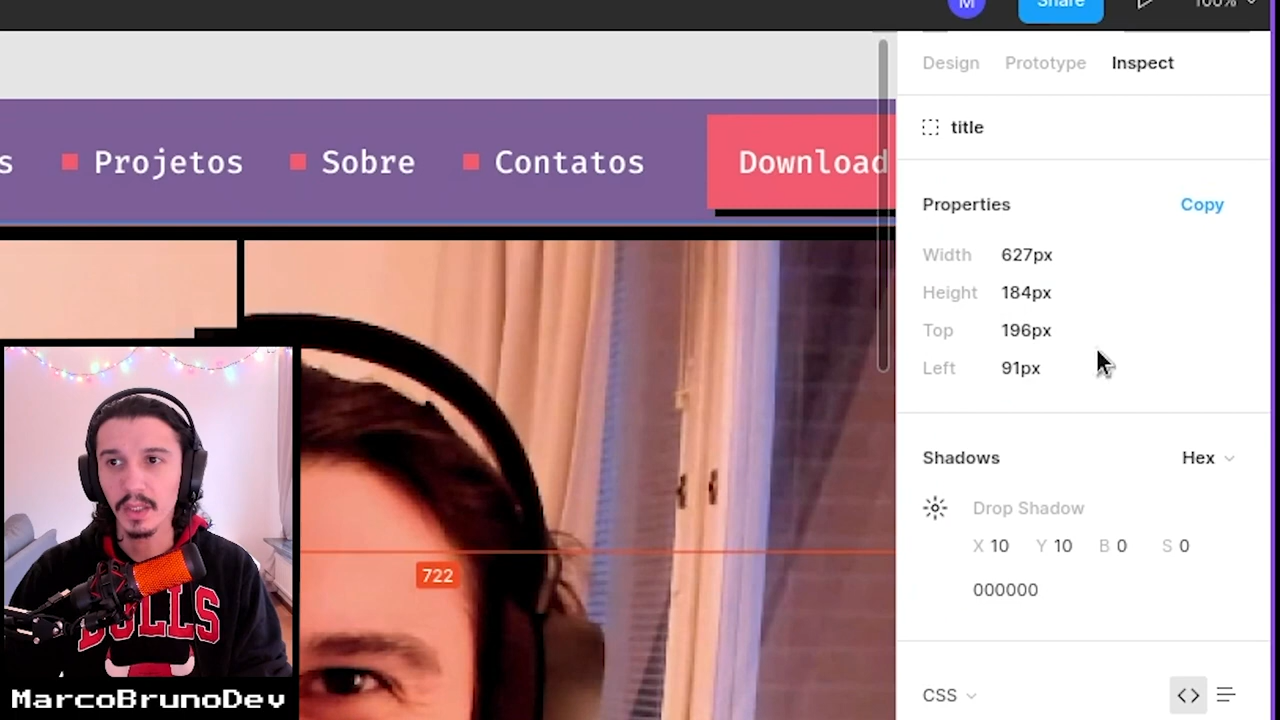 M
Share
100%
Design Prototype Inspect
title
s Projetos Sobre Contatos Download
Properties Copy
Width 627px
Height 184px
Top 196px
Left 91px
Shadows Hex
Drop Shadow
X 10 Y 10 B 0 S 0
000000
722
BULLS
CSS
MarcoBrunoDev